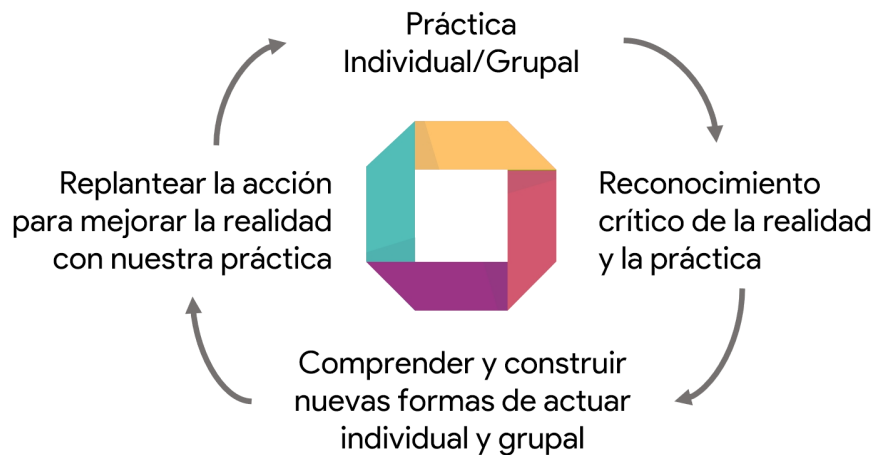 Práctica
Individual/Grupal
Reconocimiento
crítico de la realidad
y la práctica
Comprender y construir
nuevas formas de actuar
individual y grupal
Replantear la acción
para mejorar la realidad
con nuestra práctica